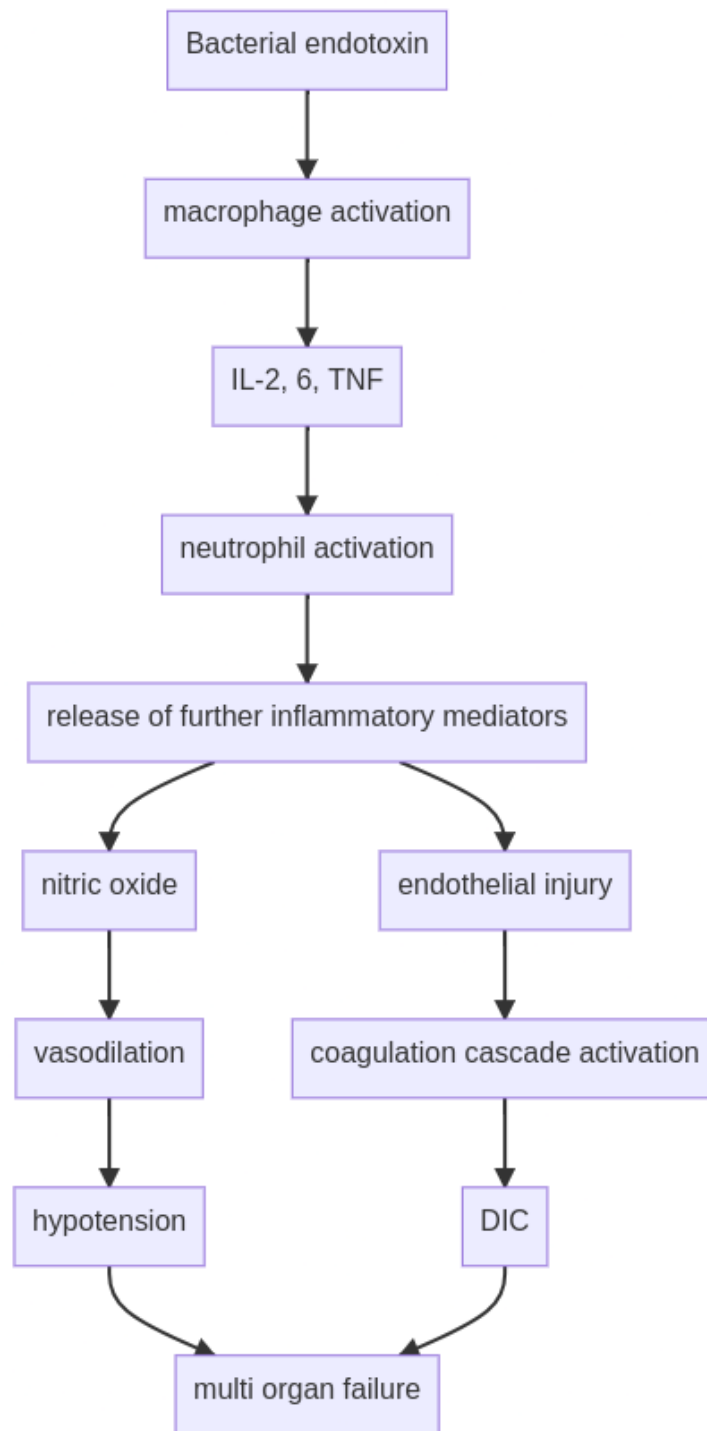 Bacterial endotoxin
macrophage activation
IL-2, 6, TNF
neutrophil activation
release of further inflammatory mediators
nitric oxide
endothelial injury
vasodilation
coagulation cascade activation
hypotension
DIC
multi organ failure